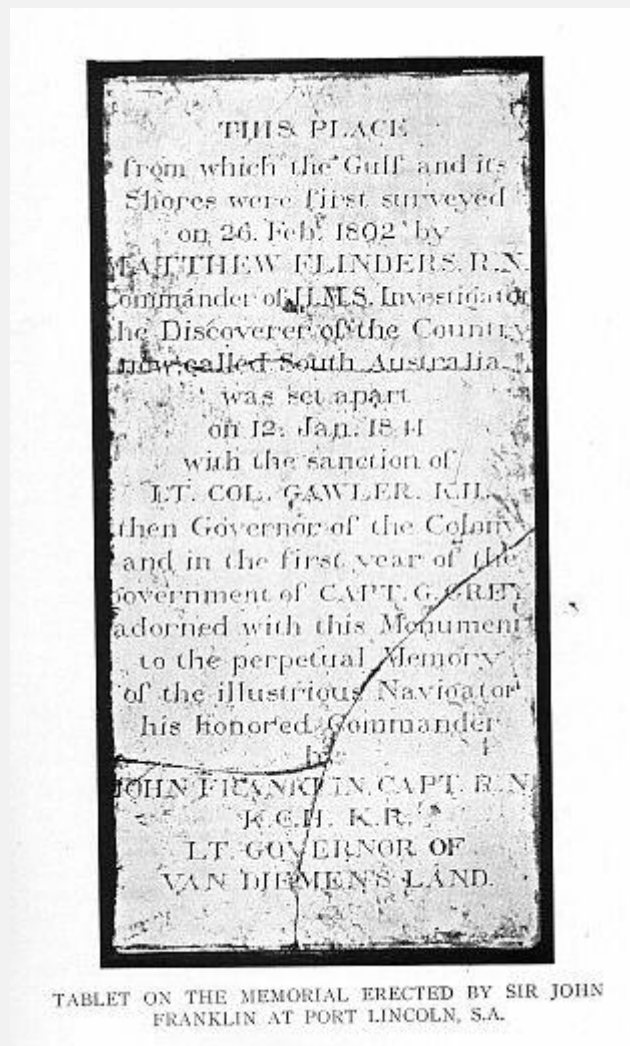 THIS PLACE
from which the Gulf and its
Shores were first surveyed
on 26. Feb. 1802 by
MATTHEW FLINDERS. R.N.
Commander of H.M.S. Investigator
the Discoverer of the Country
now called South Australia
was set apart
on 12. Jan. 1841
with the sanction of
LT. COL. GAWLER. K.H.
then Governor of the Colony
and in the first year of the
Government of CAPT. G. GREY
adorned with this Monument
to the perpetual Memory
of the illustrious Navigator
his honored Commander
by
JOHN FRANKLIN. CAPT. R.N.
K.C.H. K.R.
LT. GOVERNOR OF
VAN DIEMEN'S LAND.
TABLET ON THE MEMORIAL ERECTED BY SIR JOHN
FRANKLIN AT PORT LINCOLN, S.A.